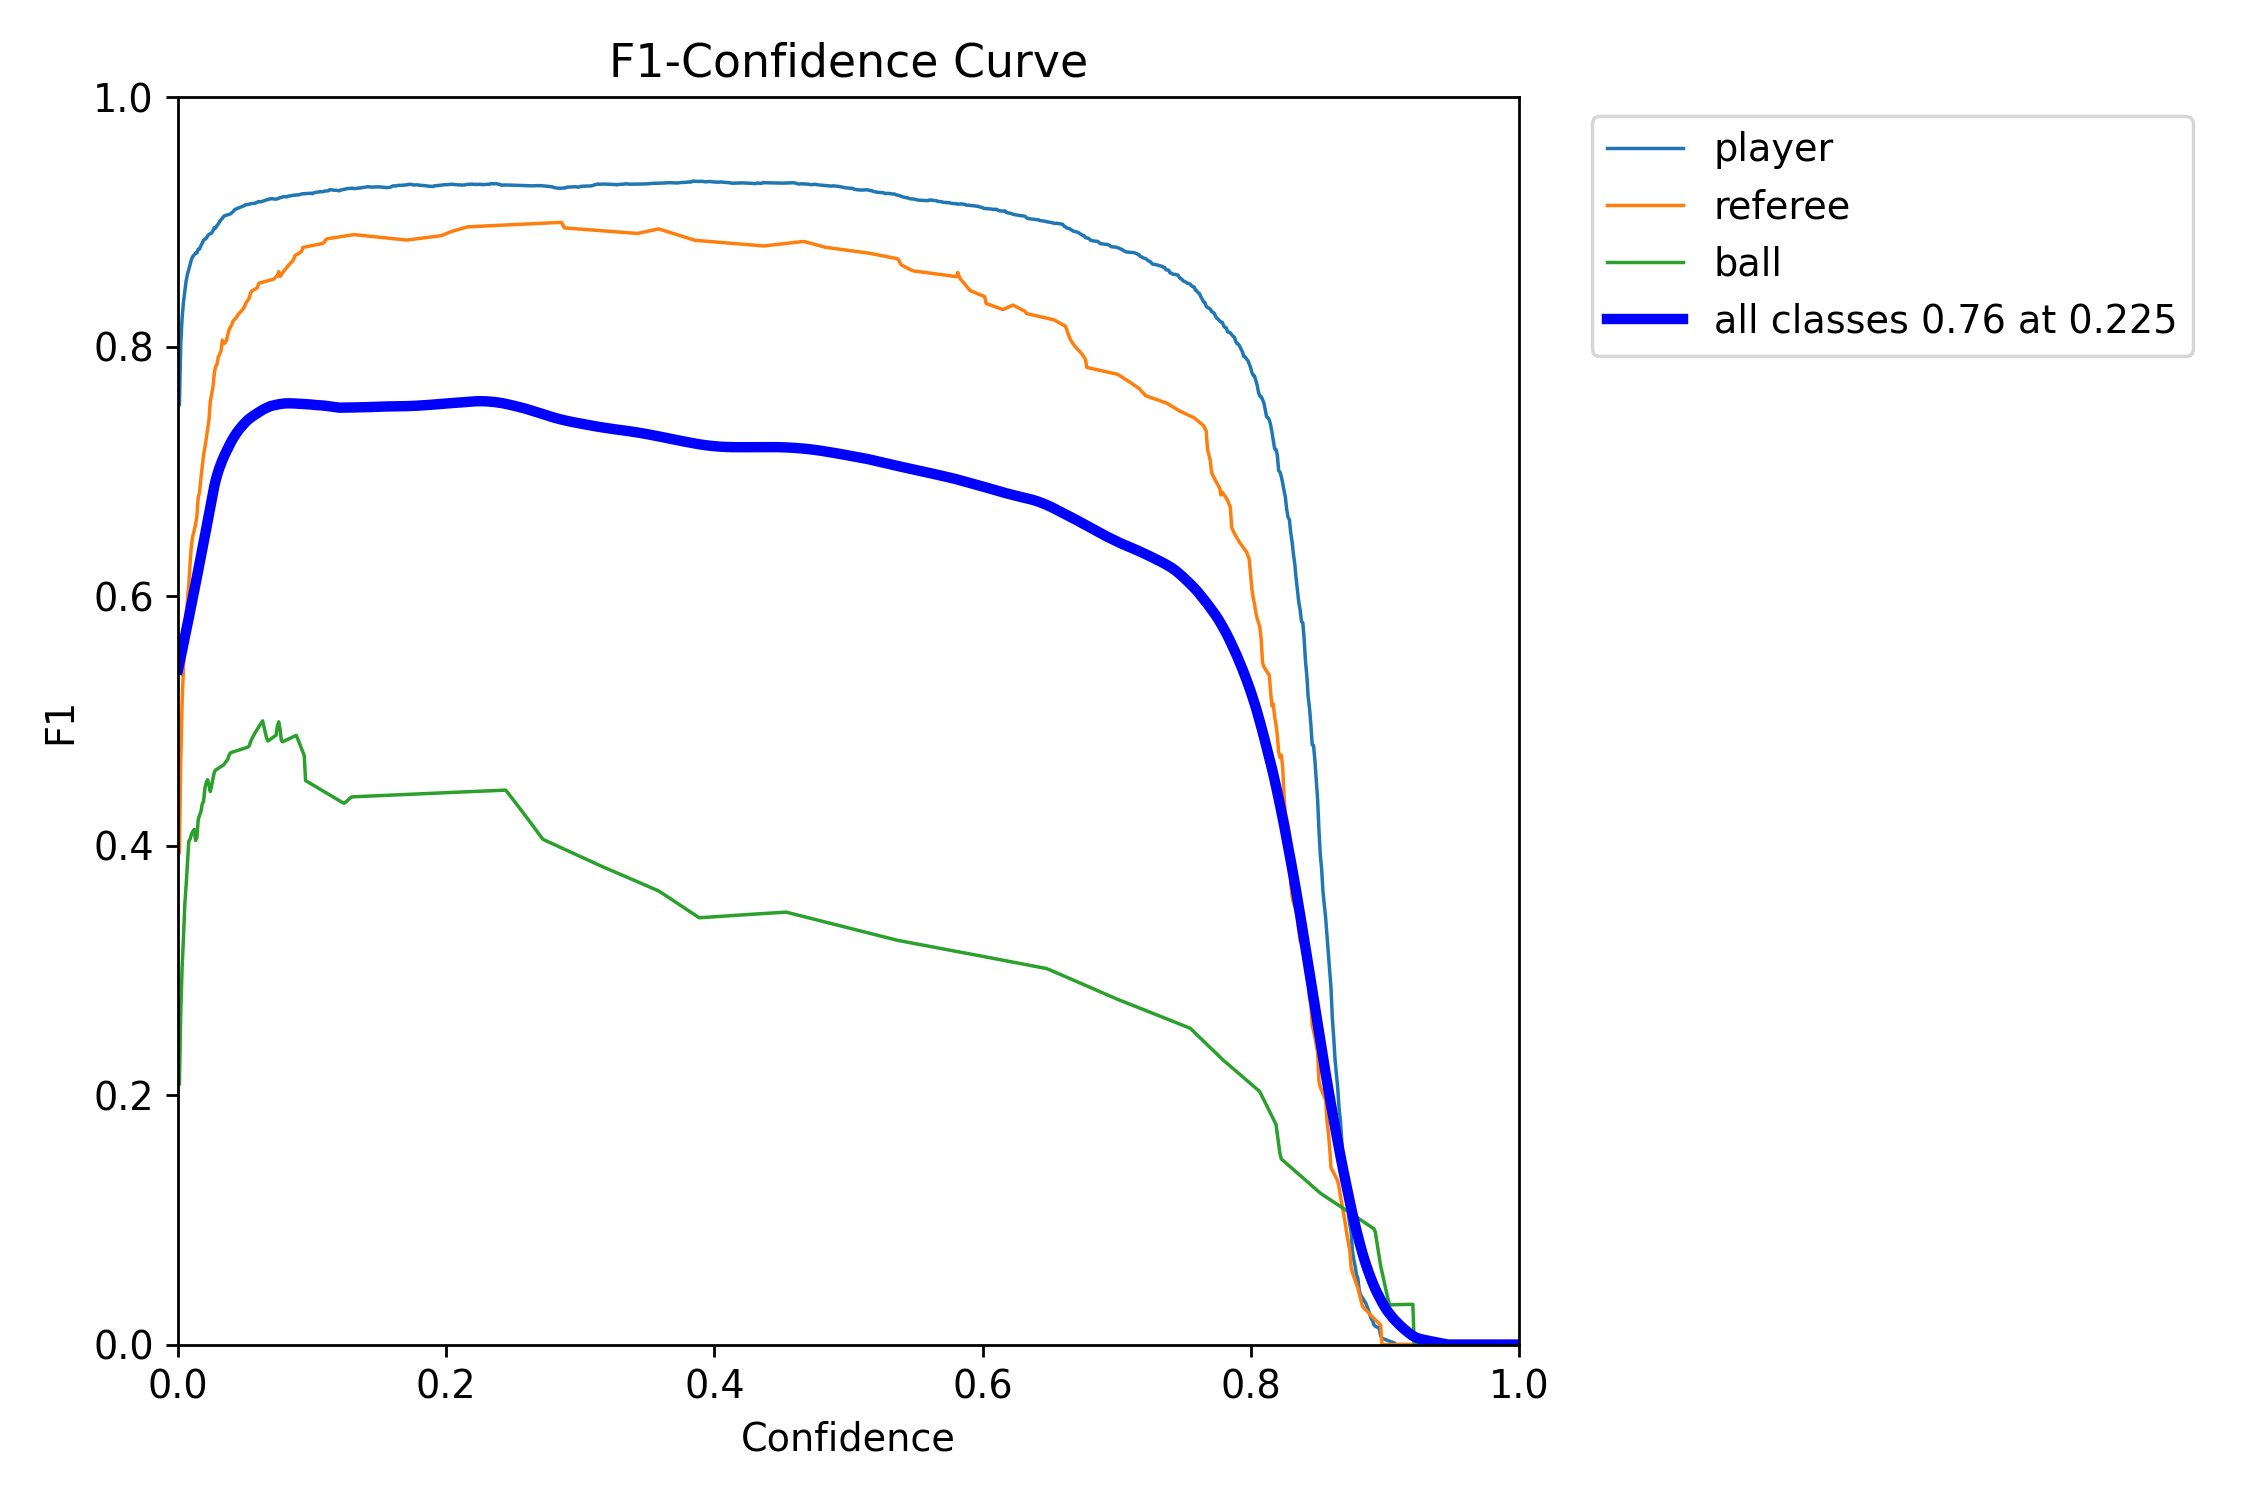 F1-Confidence Curve
1.0
0.8
0.6
0.4
0.2
0.0
F1
0.0 0.2 0.4 0.6 0.8 1.0
Confidence
player
referee
ball
all classes 0.76 at 0.225